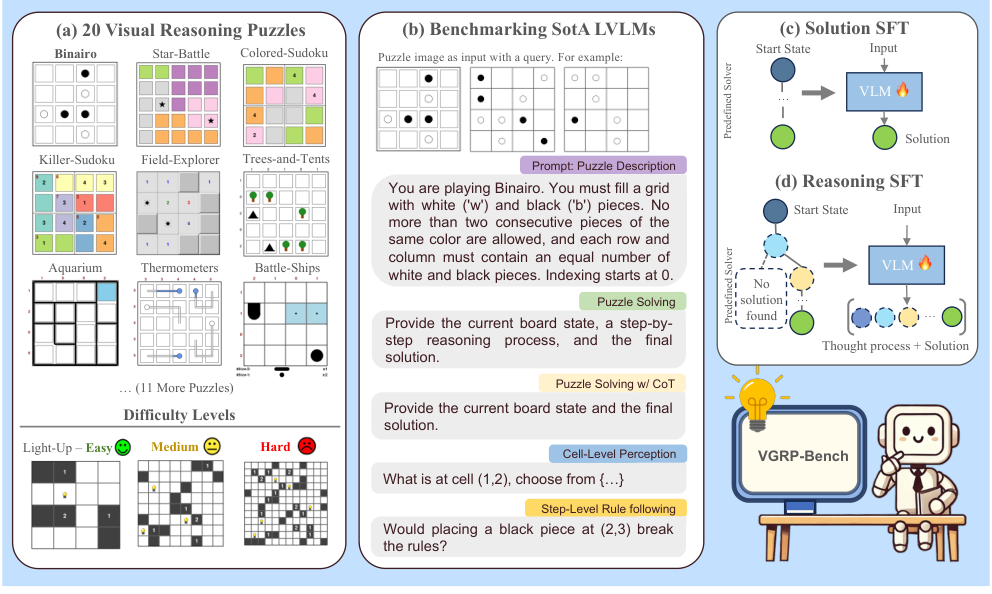 (a) 20 Visual Reasoning Puzzles
Binairo
Star-Battle
Colored-Sudoku
Killer-Sudoku
Field-Explorer
Trees-and-Tents
Aquarium
Thermometers
Battle-Ships
… (11 More Puzzles)
Difficulty Levels
Light-Up – Easy
Medium
Hard
(b) Benchmarking SotA LVLMs
Puzzle image as input with a query. For example:
Prompt: Puzzle Description
You are playing Binairo. You must fill a grid
with white ('w') and black ('b') pieces. No
more than two consecutive pieces of the
same color are allowed, and each row and
column must contain an equal number of
white and black pieces. Indexing starts at 0.
Puzzle Solving
Provide the current board state, a step-by-
step reasoning process, and the final
solution.
Puzzle Solving w/ CoT
Provide the current board state and the final
solution.
Cell-Level Perception
What is at cell (1,2), choose from {…}
Step-Level Rule following
Would placing a black piece at (2,3) break
the rules?
(c) Solution SFT
Start State
Input
Predefined Solver
...
VLM
Solution
(d) Reasoning SFT
Start State
Input
Predefined Solver
VLM
No
solution
found
...
...
Thought process + Solution
VGRP-Bench